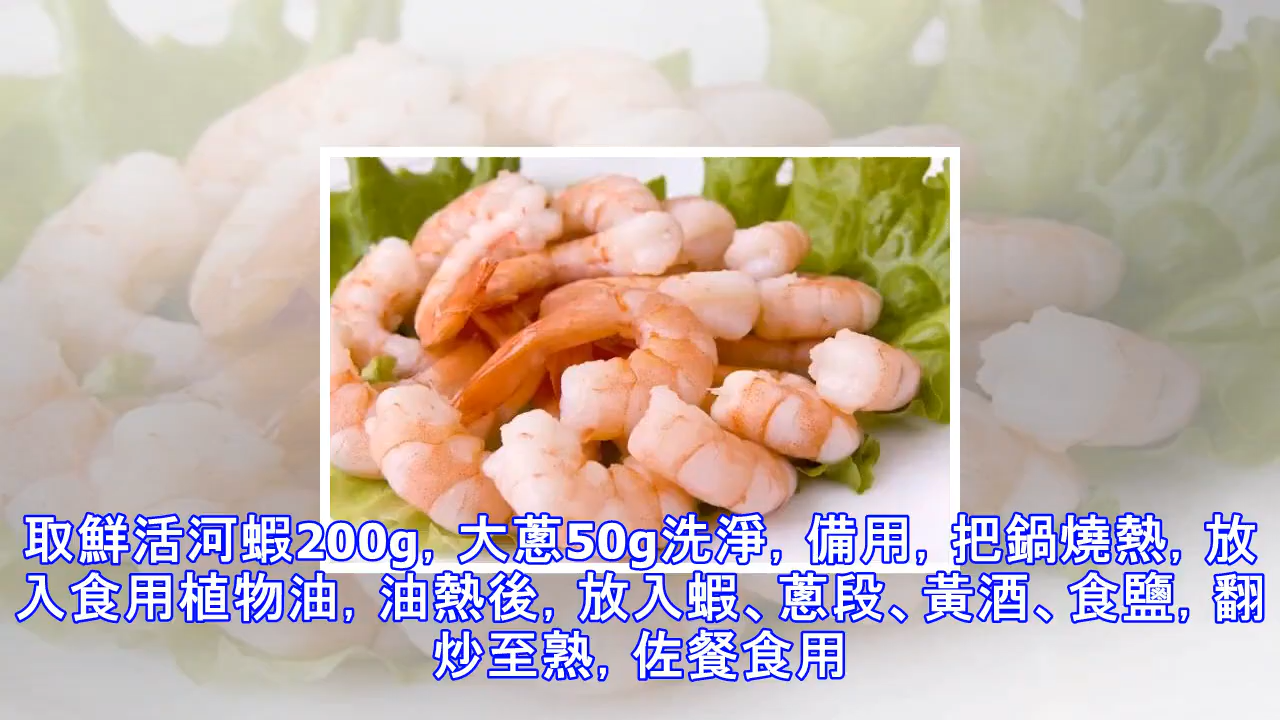 取鮮活河蝦200g, 大蔥50g洗淨, 備用, 把鍋燒熱, 放
入食用植物油, 油熱後, 放入蝦、蔥段、黃酒、食鹽, 翻
炒至熟, 佐餐食用